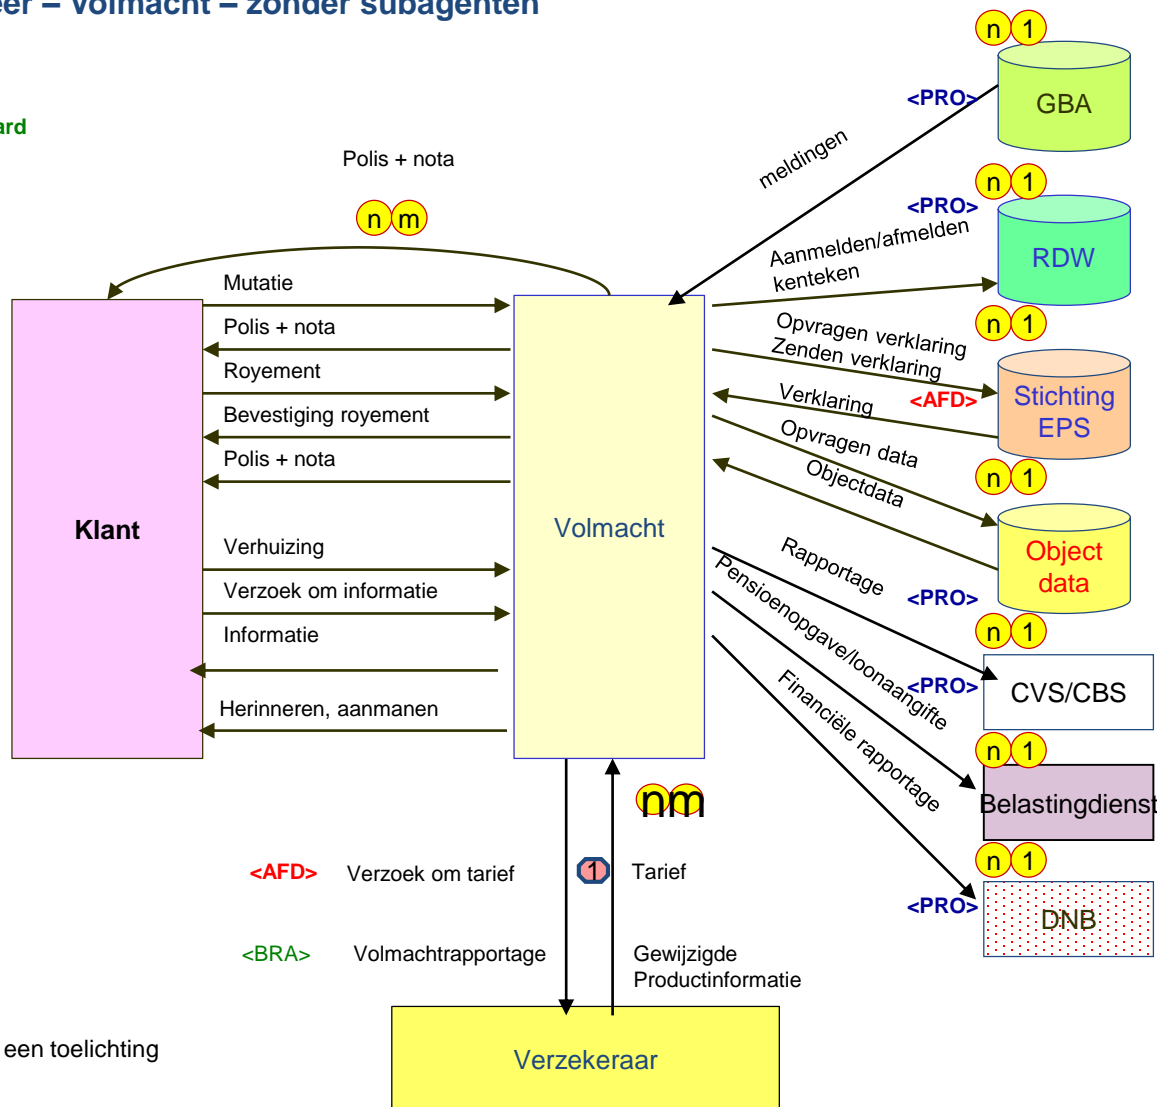 eer – Volmacht – zonder subagenten
ard
Polis + nota
n m
Mutatie
Polis + nota
Royement
Bevestiging royement
Polis + nota
Verhuizing
Verzoek om informatie
Informatie
Herinneren, aanmanen
Klant
Volmacht
meldingen
Aanmelden/afmelden
kenteken
Opvragen verklaring
Zenden verklaring
Verklaring
Opvragen data
Objectdata
Rapportage
Pensioenopgave/loonaangifte
Financiële rapportage
n 1
<PRO>
GBA
n 1
<PRO>
RDW
n 1
<AFD>
Stichting
EPS
n 1
Object
data
<PRO>
n 1
<PRO>
CVS/CBS
n 1
Belastingdienst
n 1
<PRO>
DNB
nm
<AFD> Verzoek om tarief
1
Tarief
<BRA> Volmachtrapportage
Gewijzigde
Productinformatie
een toelichting
Verzekeraar